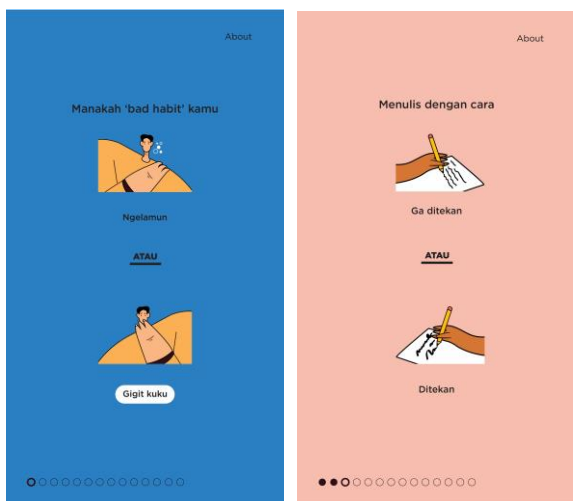 About
Manakah 'bad habit' kamu
Ngelamun
ATAU
Gigit kuku
About
Menulis dengan cara
Ga ditekan
ATAU
Ditekan